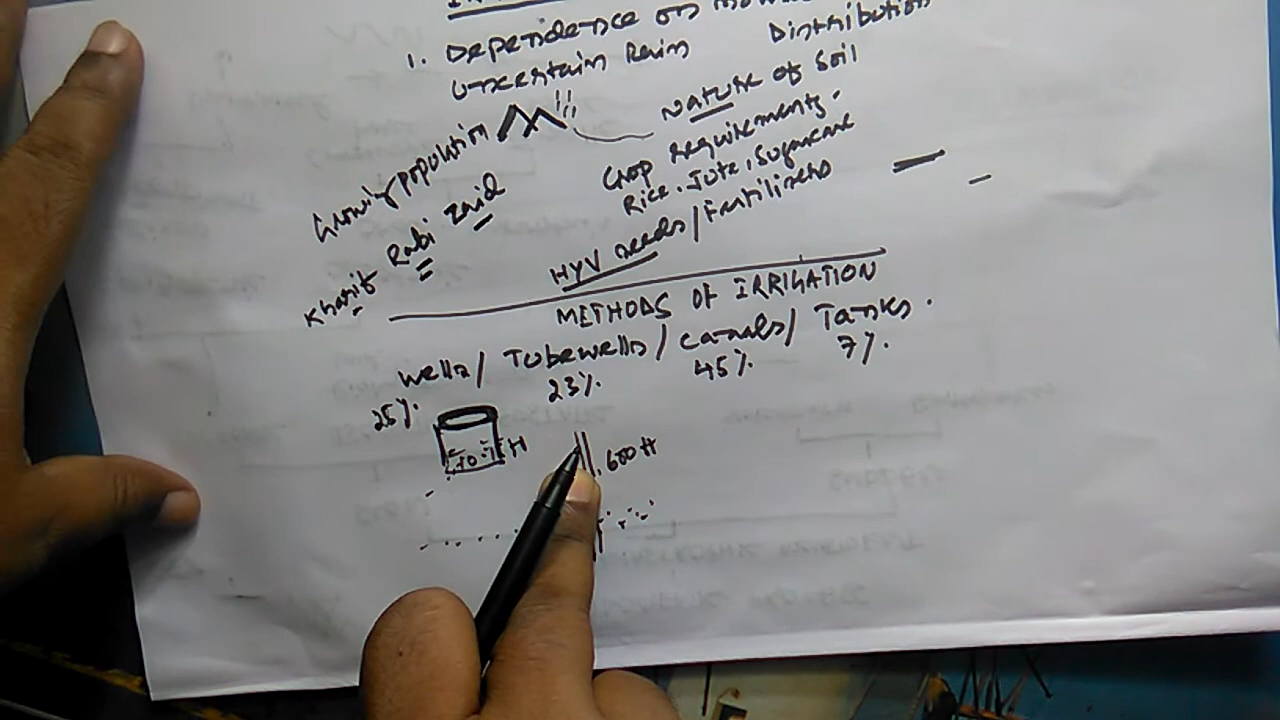 1. Dependence on
Uncertain Rain Distribution
Growing population
Nature of Soil
Crop requirements.
Rice. Jute, Sugarcane
Kharif Rabi Zaid
HYV seeds/Fertilizers
METHODS OF IRRIGATION
Wells/ Tubewells/ canals/ Tanks.
25% 23% 45% 7%.
600 ft